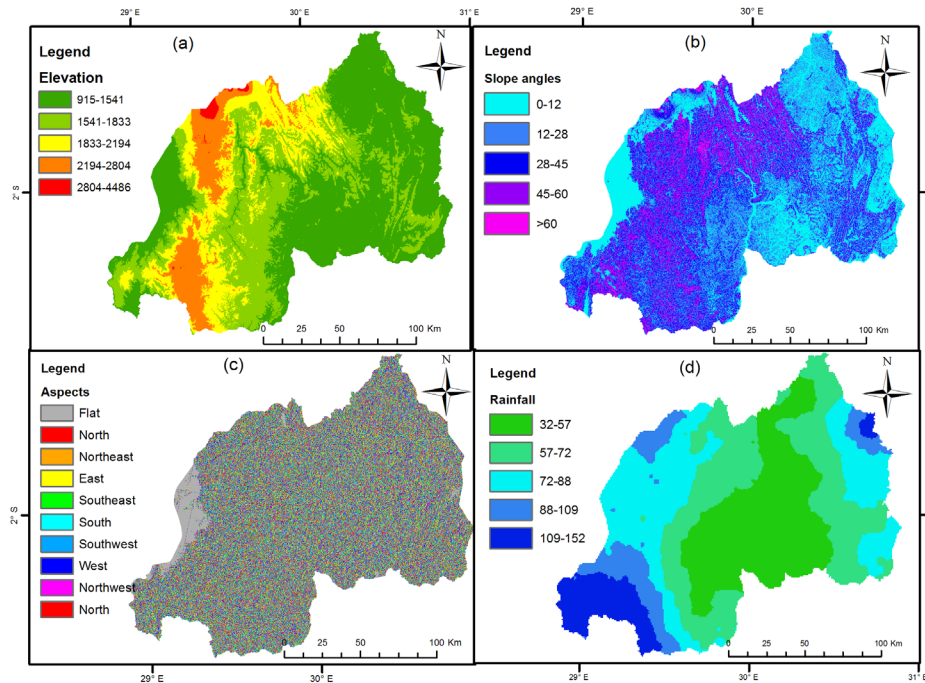 29° E 30° E 31° E 29° E 30° E
(a)
N
Legend
Elevation
915-1541
1541-1833
1833-2194
2194-2804
2804-4486
2° S
0 25 50 100 Km
(b)
N
Legend
Slope angles
0-12
12-28
28-45
45-60
>60
0 25 50 100 Km
(c)
N
Legend
Aspects
Flat
North
Northeast
East
Southeast
South
Southwest
West
Northwest
North
2° S
0 25 50 100 Km
(d)
N
Legend
Rainfall
32-57
57-72
72-88
88-109
109-152
0 25 50 100 Km
29° E 30° E 29° E 30° E 31° E